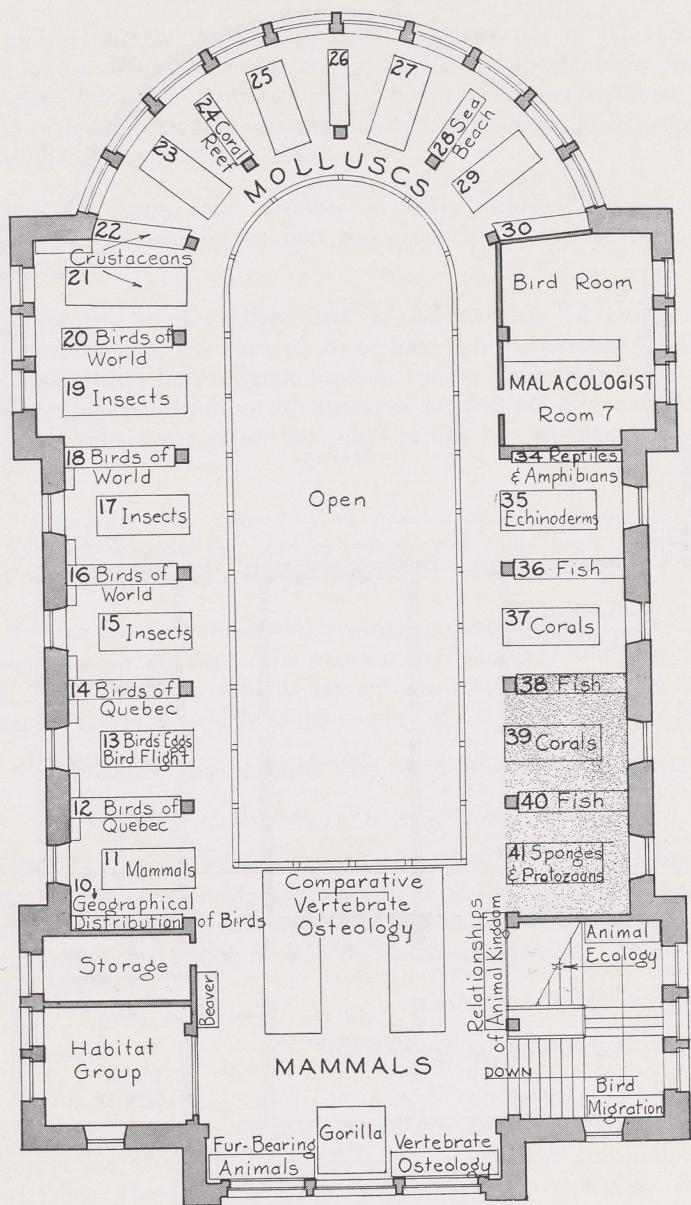 26
25
27
24 Coral
Reef
28 Sea
Beach
23
29
MOLLUSCS
22
30
Crustaceans
21
Bird Room
20 Birds of
World
19 Insects
MALACOLOGIST
Room 7
18 Birds of
World
34 Reptiles
& Amphibians
17 Insects
Open
35
Echinoderms
16 Birds of
World
36 Fish
15 Insects
37 Corals
14 Birds of
Quebec
38 Fish
13 Birds' Eggs
Bird Flight
39 Corals
12 Birds of
Quebec
40 Fish
11 Mammals
41 Sponges
& Protozoans
10
Geographical
Distribution of Birds
Comparative
Vertebrate
Osteology
Relationships
of Animal Kingdom
Animal
Ecology
Storage
Beaver
Habitat
Group
MAMMALS
DOWN
Bird
Migration
Fur-Bearing
Animals
Gorilla
Vertebrate
Osteology